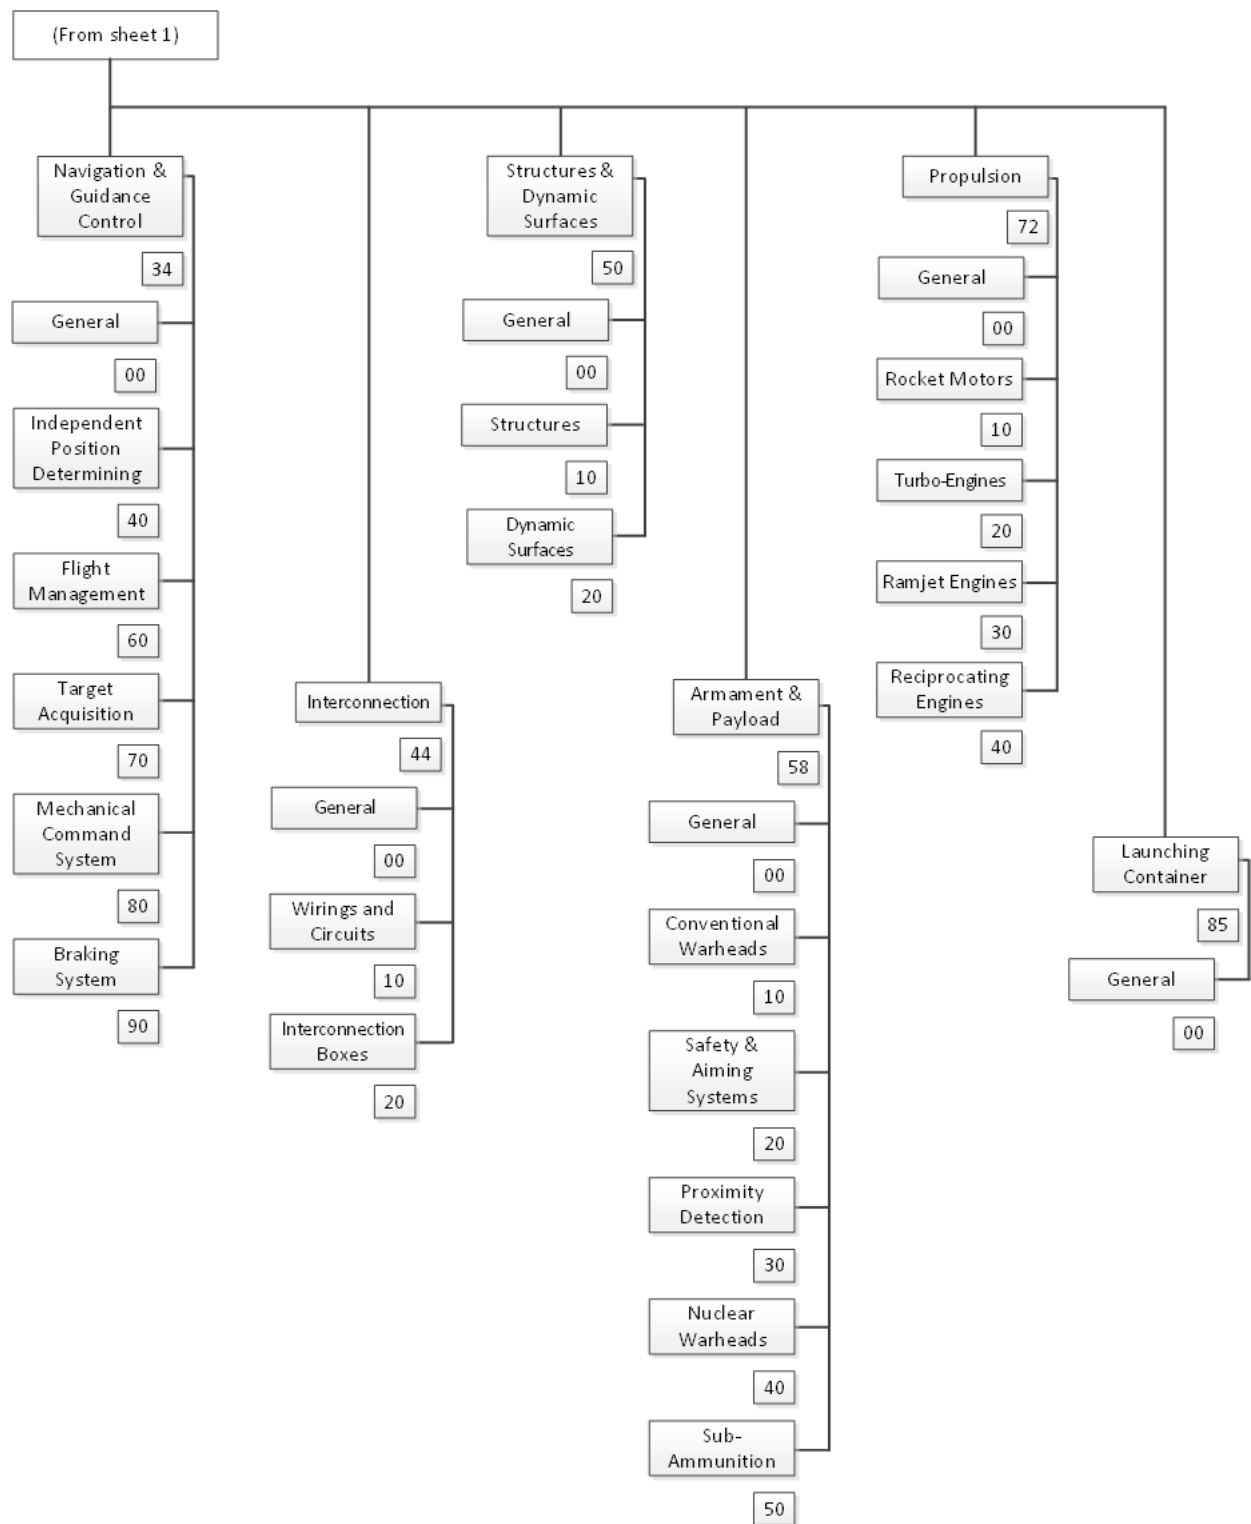 (From sheet 1)
Navigation &
Guidance
Control
34
General
00
Independent
Position
Determining
40
Flight
Management
60
Target
Acquisition
70
Mechanical
Command
System
80
Braking
System
90
Interconnection
44
General
00
Wirings and
Circuits
10
Interconnection
Boxes
20
Structures &
Dynamic
Surfaces
50
General
00
Structures
10
Dynamic
Surfaces
20
Armament &
Payload
58
General
00
Conventional
Warheads
10
Safety &
Aiming
Systems
20
Proximity
Detection
30
Nuclear
Warheads
40
Sub-
Ammunition
50
Propulsion
72
General
00
Rocket Motors
10
Turbo-Engines
20
Ramjet Engines
30
Reciprocating
Engines
40
Launching
Container
85
General
00